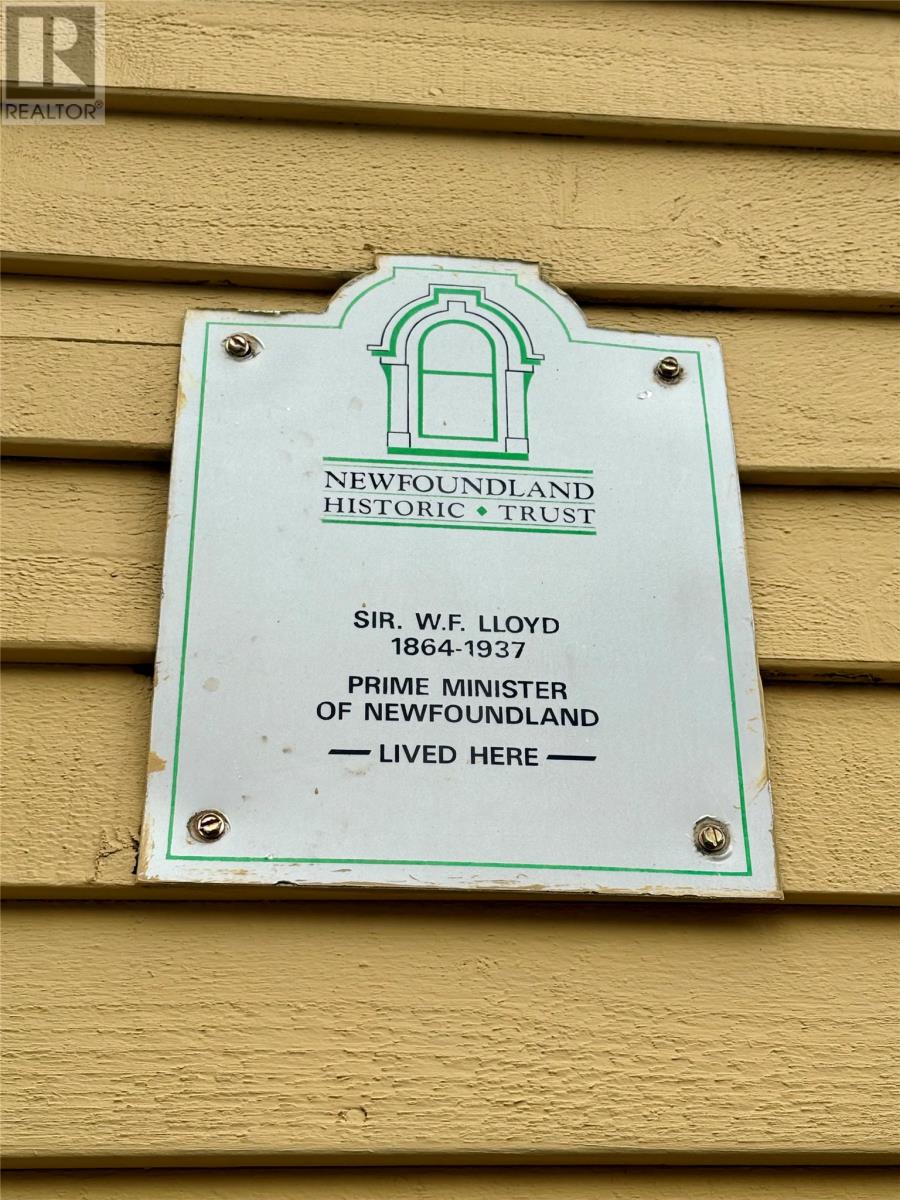 R
REALTOR®
NEWFOUNDLAND
HISTORIC ◆ TRUST
SIR. W.F. LLOYD
1864-1937
PRIME MINISTER
OF NEWFOUNDLAND
— LIVED HERE —